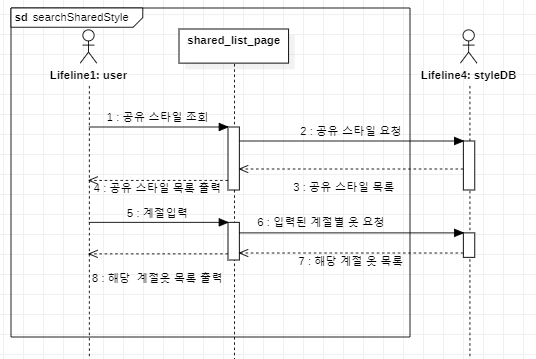 sd searchSharedStyle
shared_list_page
Lifeline1: user
Lifeline4: styleDB
1 : 공유 스타일 조회
2 : 공유 스타일 요청
3 : 공유 스타일 목록
4 : 공유 스타일 목록 출력
5 : 계절입력
6 : 입력된 계절별 옷 요청
7 : 해당 계절 옷 목록
8 : 해당  계절옷 목록 출력